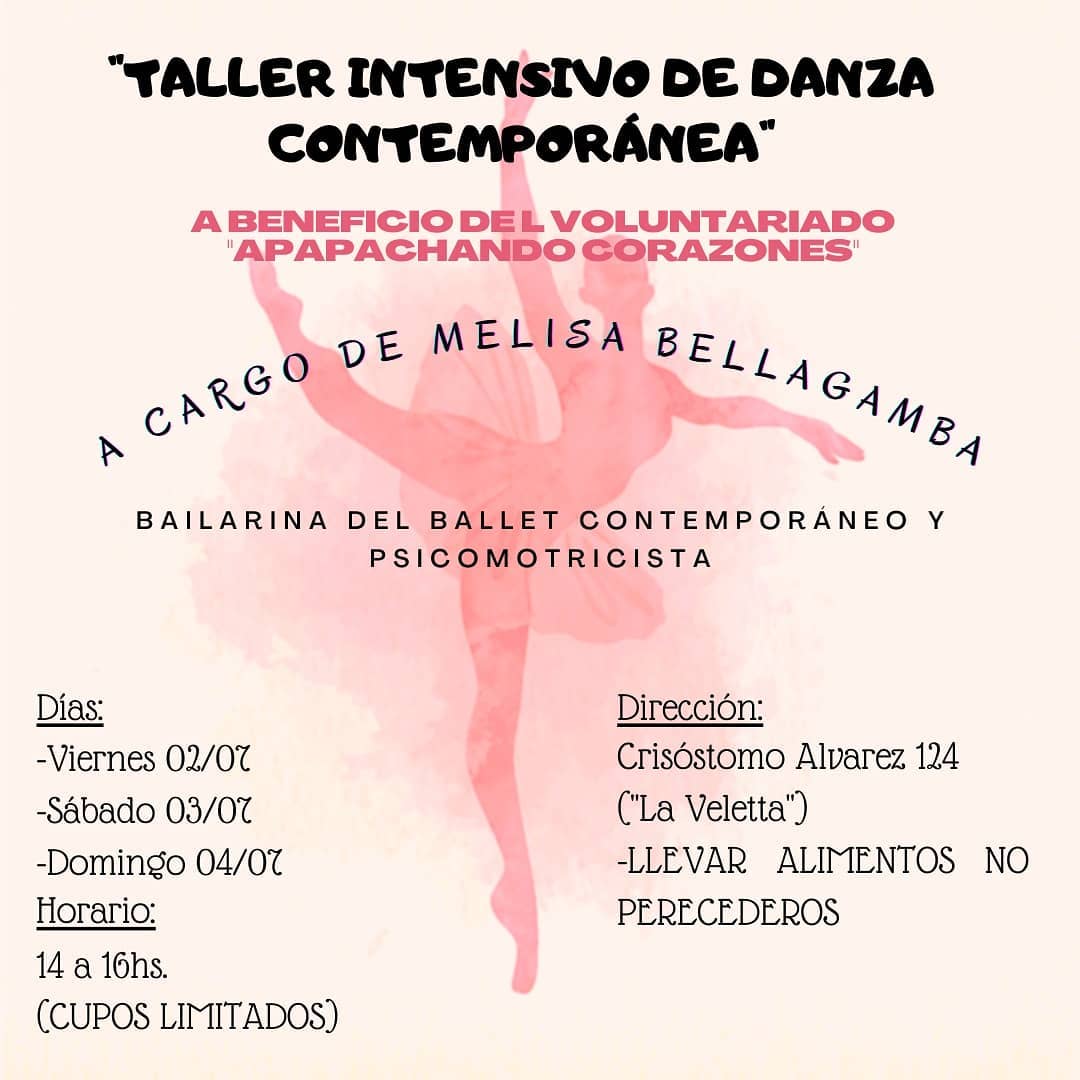 "TALLER INTENSIVO DE DANZA
CONTEMPORÁNEA"
A BENEFICIO DE L VOLUNTARIADO
"APAPACHANDO CORAZONES"
A CARGO DE MELISA BELLAGAMBA
BAILARINA DEL BALLET CONTEMPORÁNEO Y
PSICOMOTRICISTA
Días:
-Viernes 02/07
-Sábado 03/07
-Domingo 04/07
Horario:
14 a 16hs.
(CUPOS LIMITADOS)
Dirección:
Crisóstomo Alvarez 124
("La Veletta")
-LLEVAR ALIMENTOS NO
PERECEDEROS